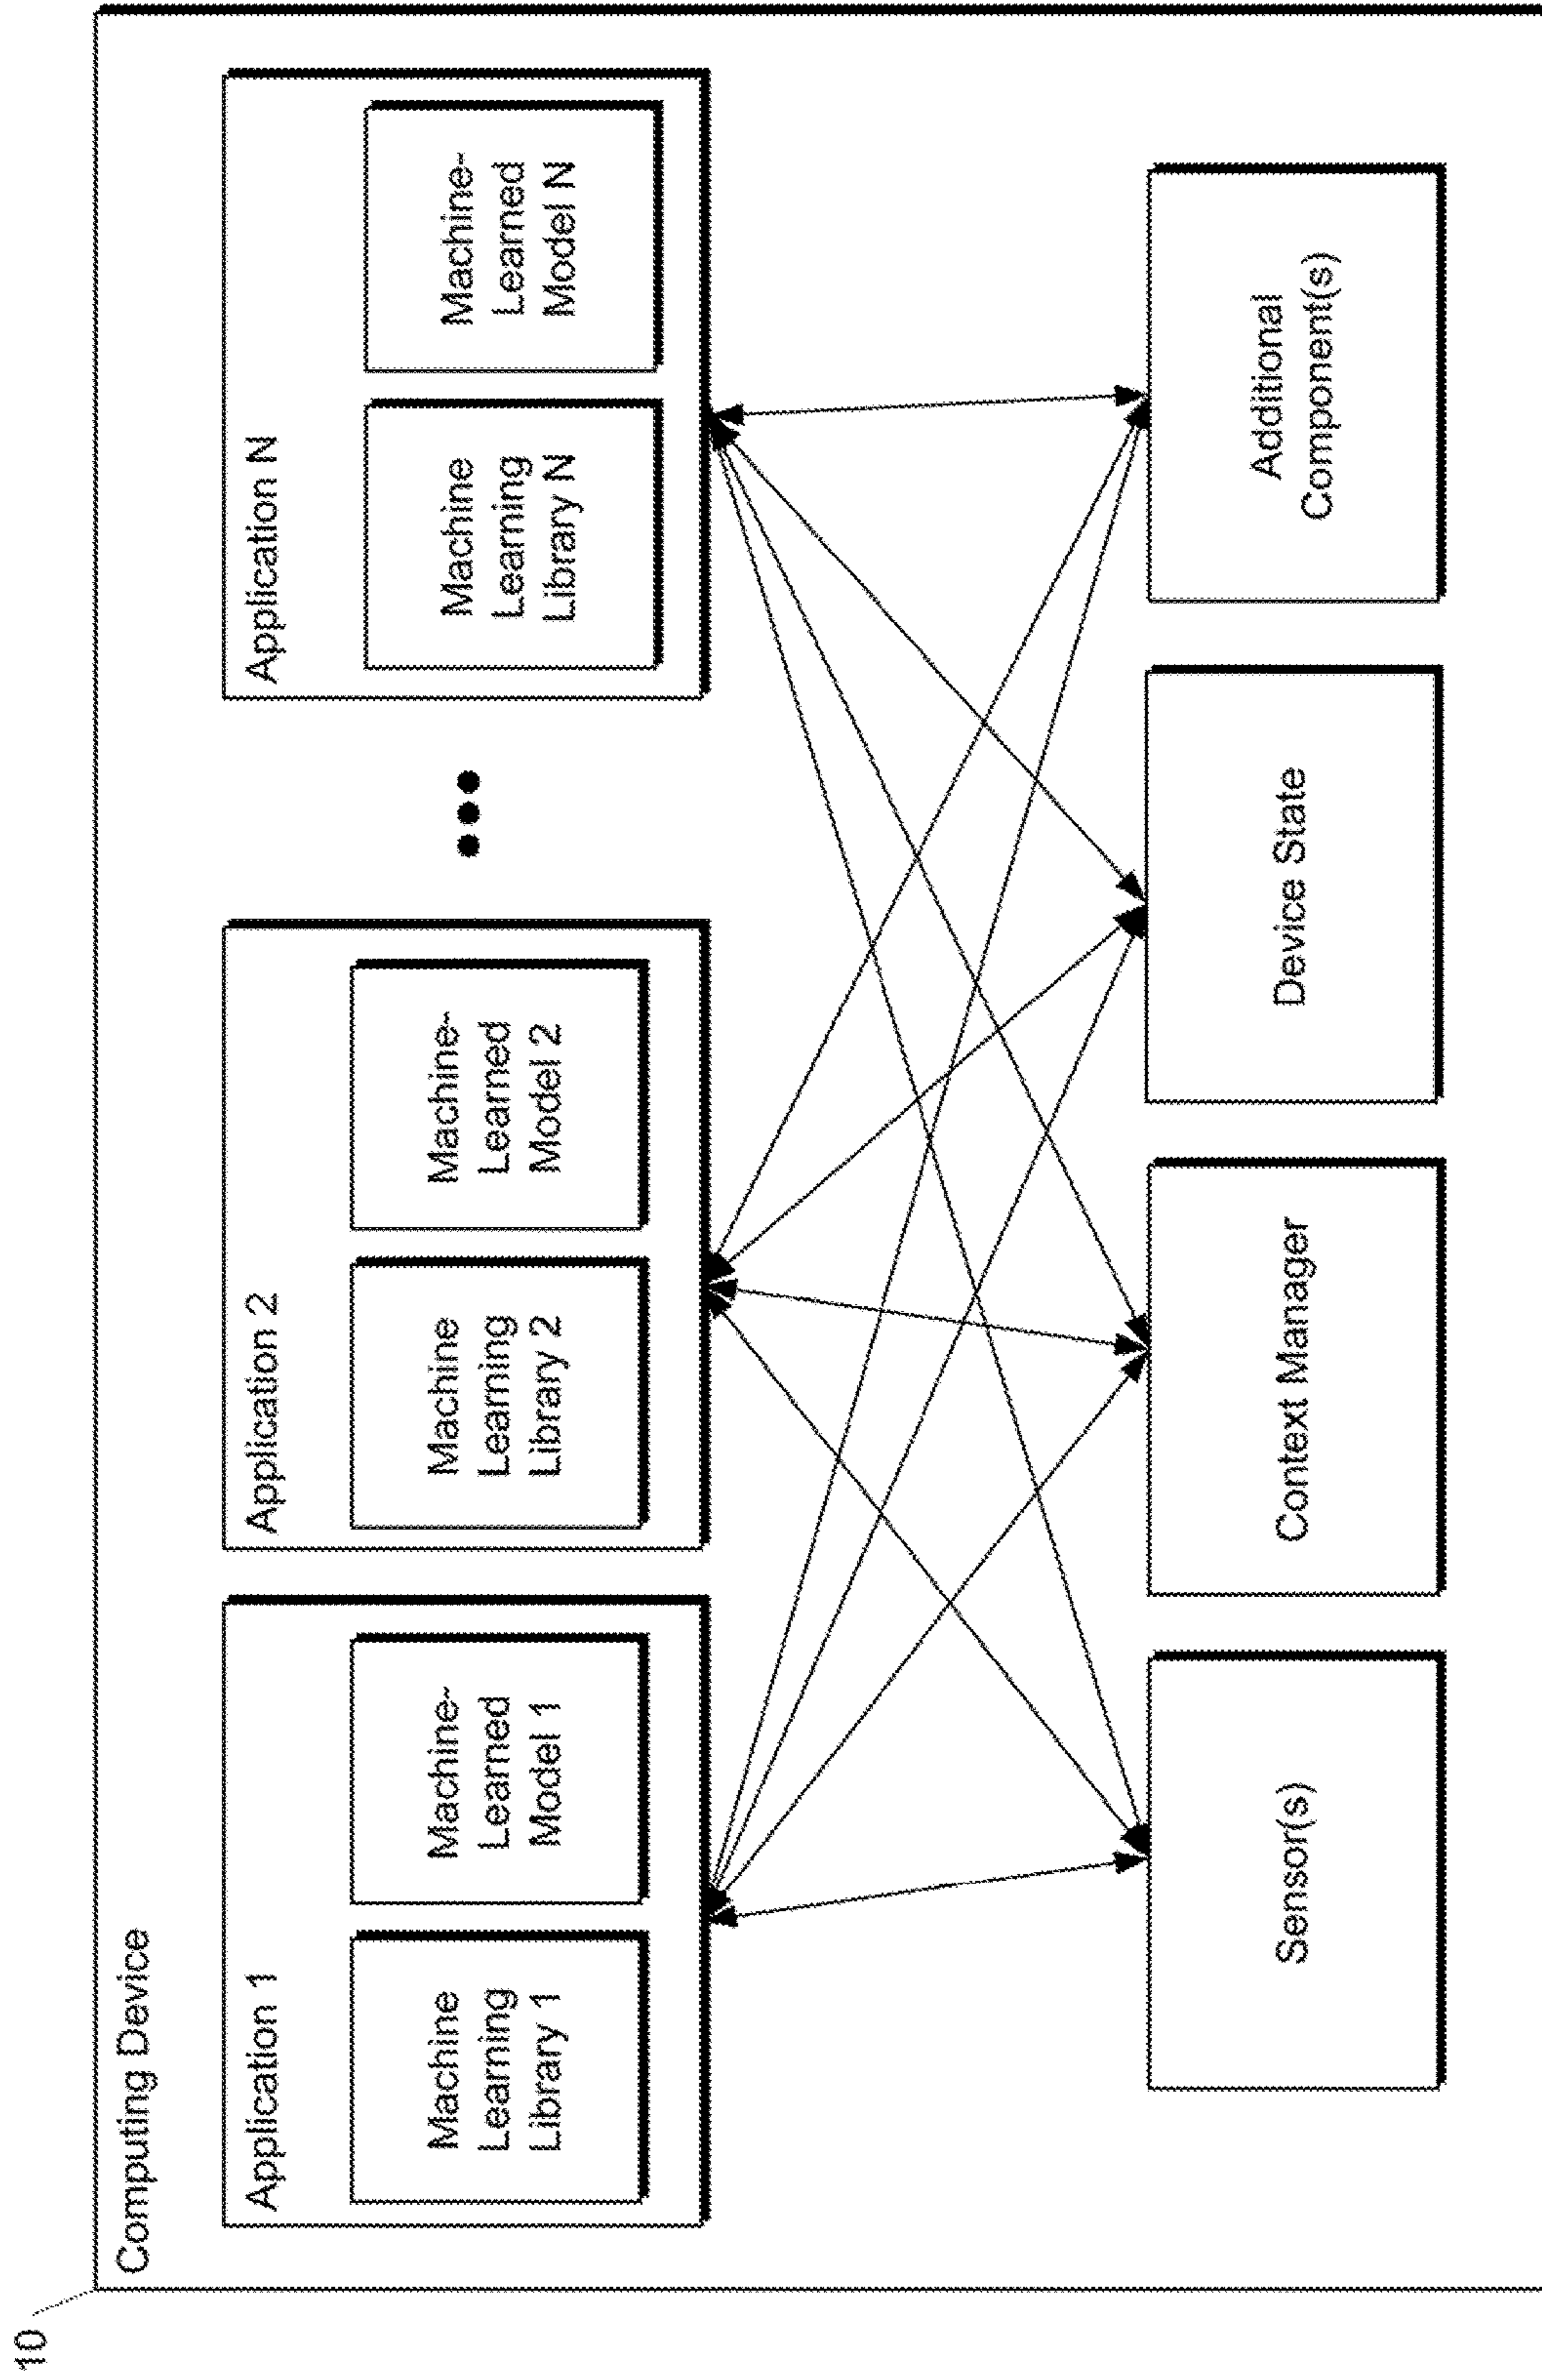 10
Computing Device
Application 1
Machine
Learning
Library 1
Machine-
Learned
Model 1
Application 2
Machine
Learning
Library 2
Machine-
Learned
Model 2
Application N
Machine
Learning
Library N
Machine-
Learned
Model N
Sensor(s)
Context Manager
Device State
Additional
Component(s)